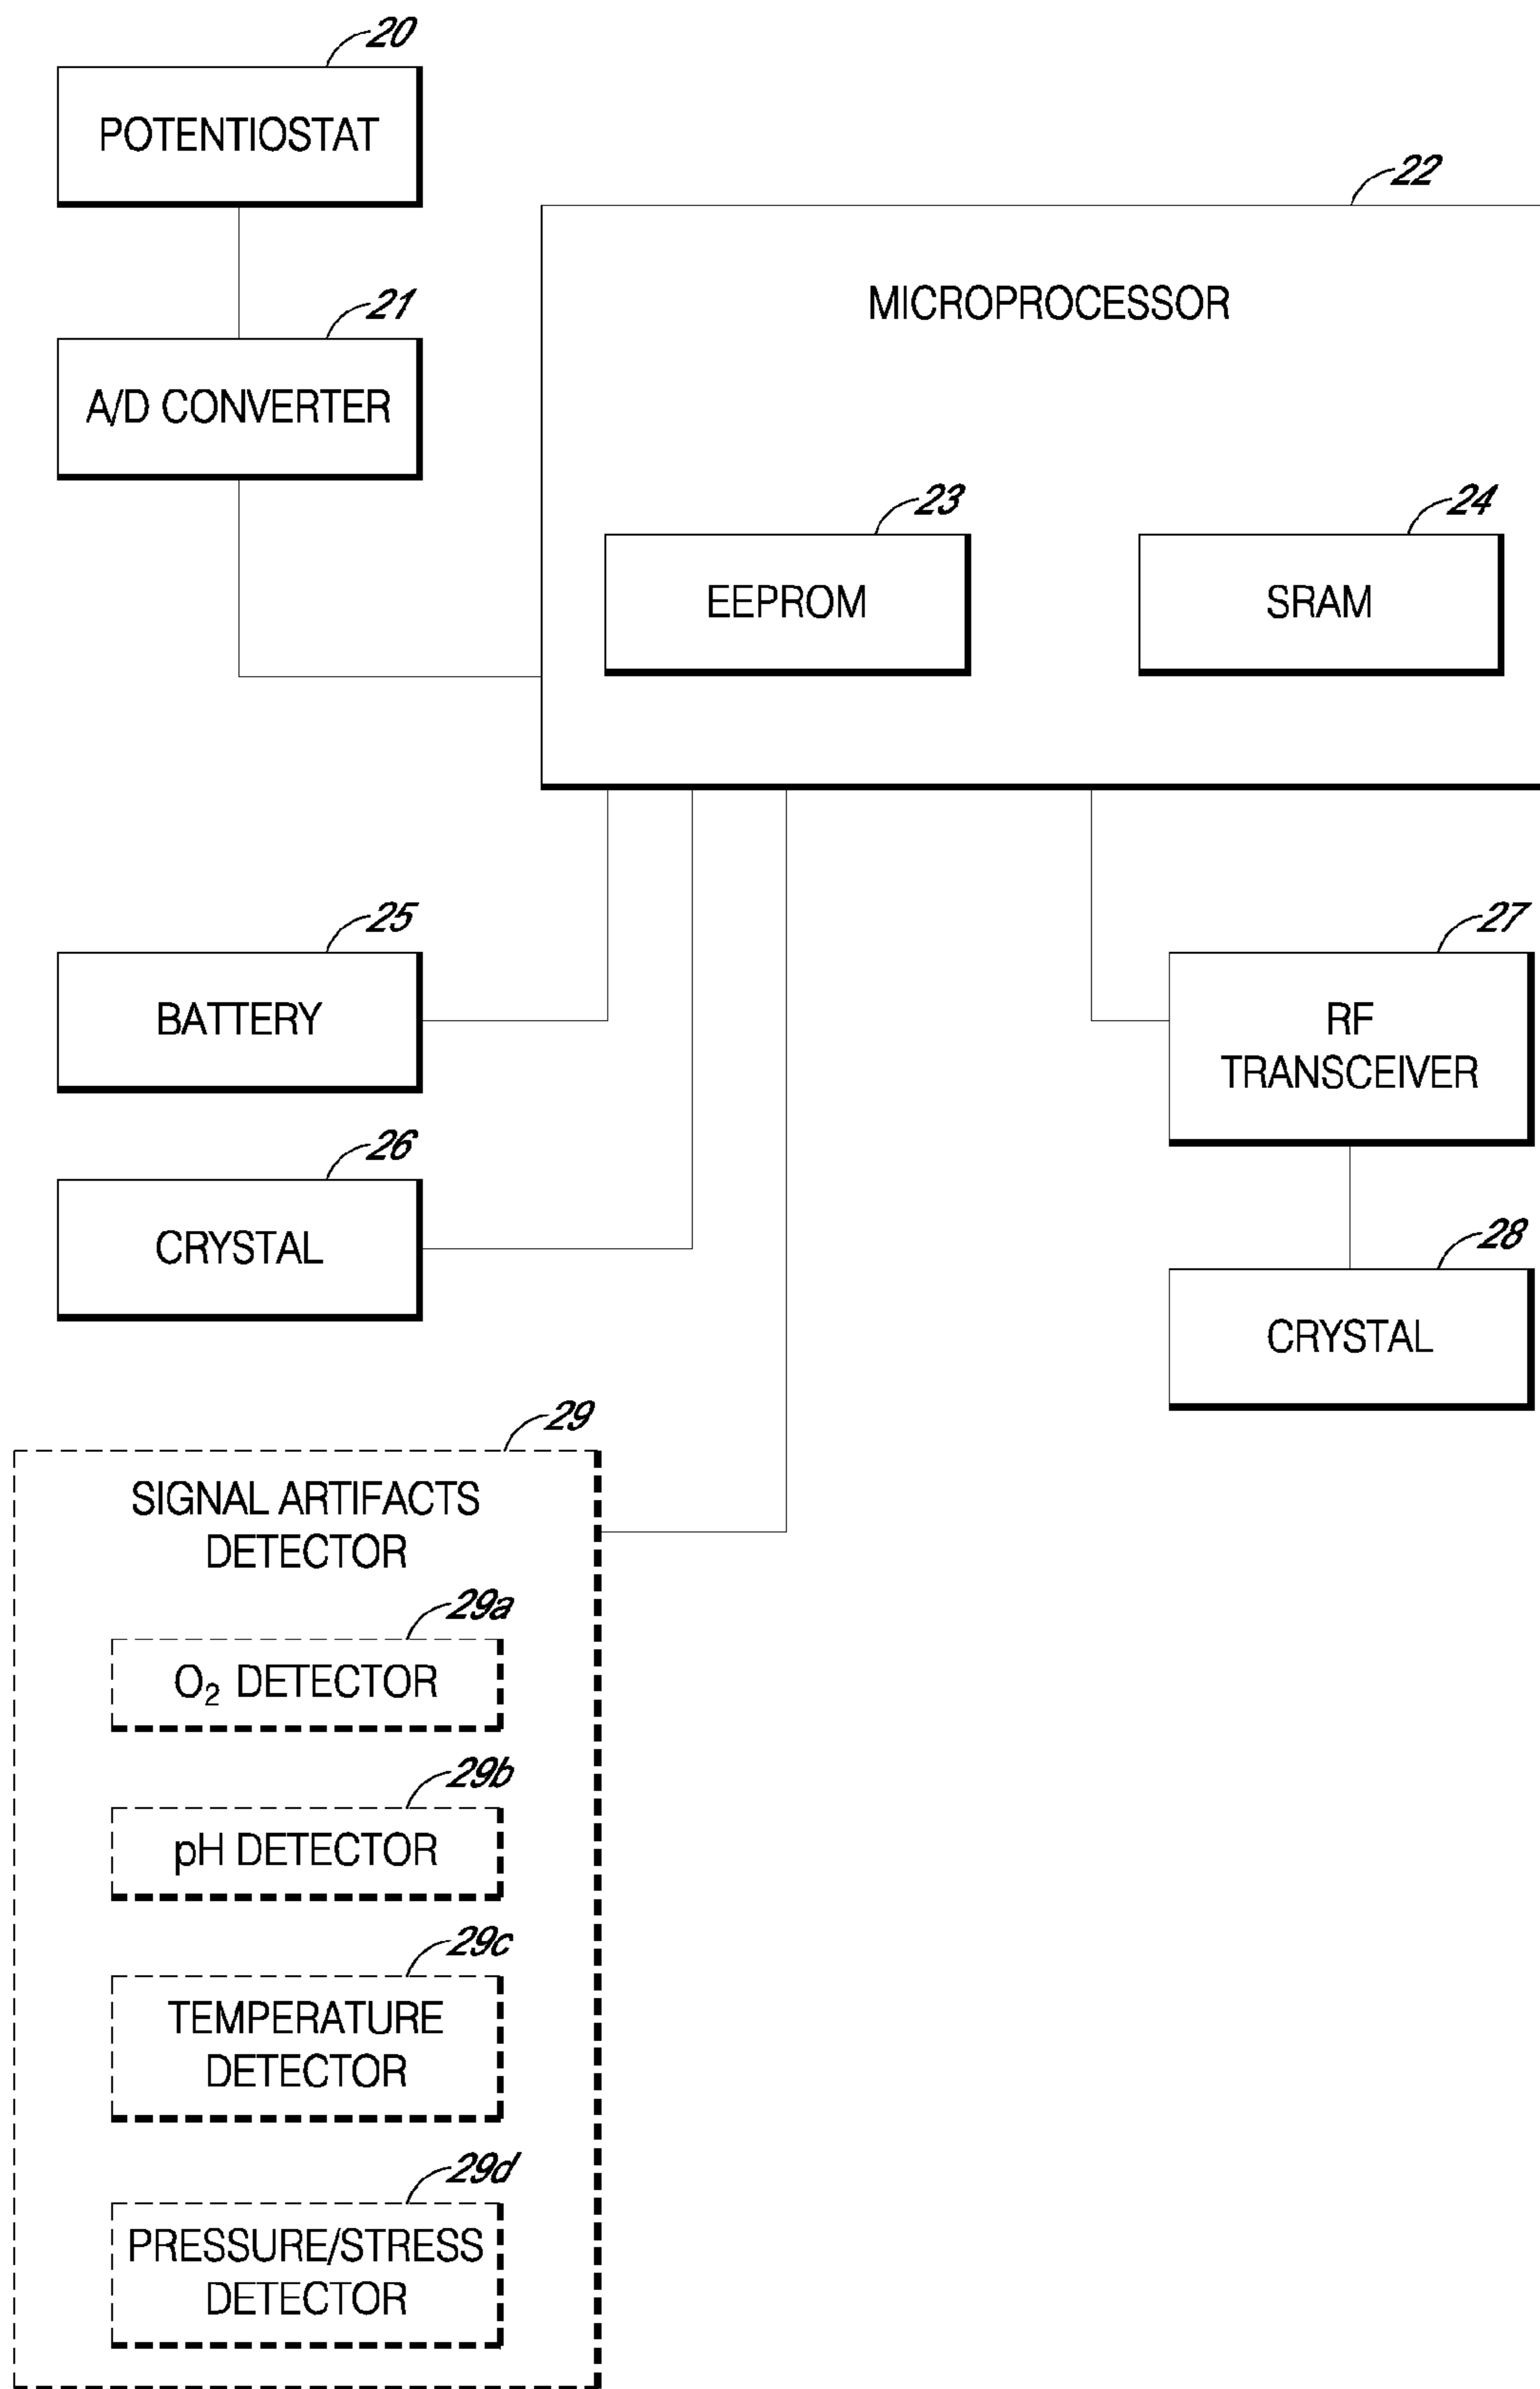 20
POTENTIOSTAT
22
MICROPROCESSOR
21
A/D CONVERTER
23
EEPROM
24
SRAM
25
BATTERY
27
RF
TRANSCEIVER
26
CRYSTAL
28
CRYSTAL
29
SIGNAL ARTIFACTS
DETECTOR
29a
O₂ DETECTOR
29b
pH DETECTOR
29c
TEMPERATURE
DETECTOR
29d
PRESSURE/STRESS
DETECTOR